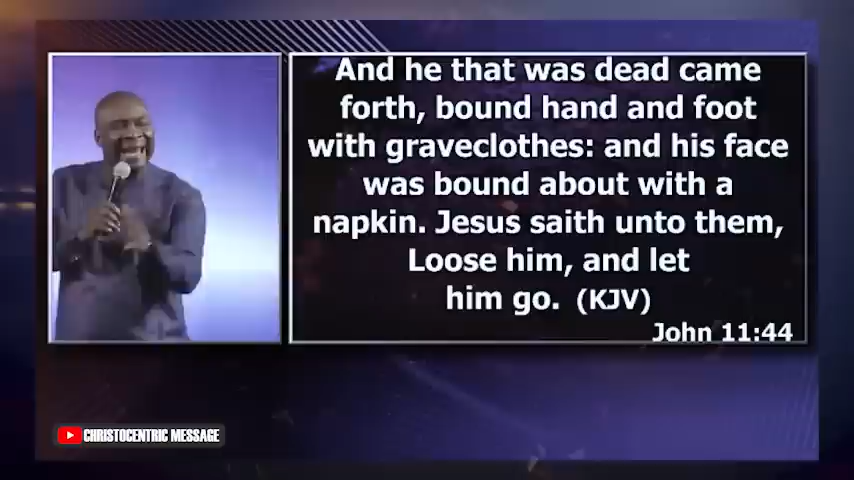 And he that was dead came
forth, bound hand and foot
with graveclothes: and his face
was bound about with a
napkin. Jesus saith unto them,
Loose him, and let
him go. (KJV)
John 11:44
CHRISTOCENTRIC MESSAGE